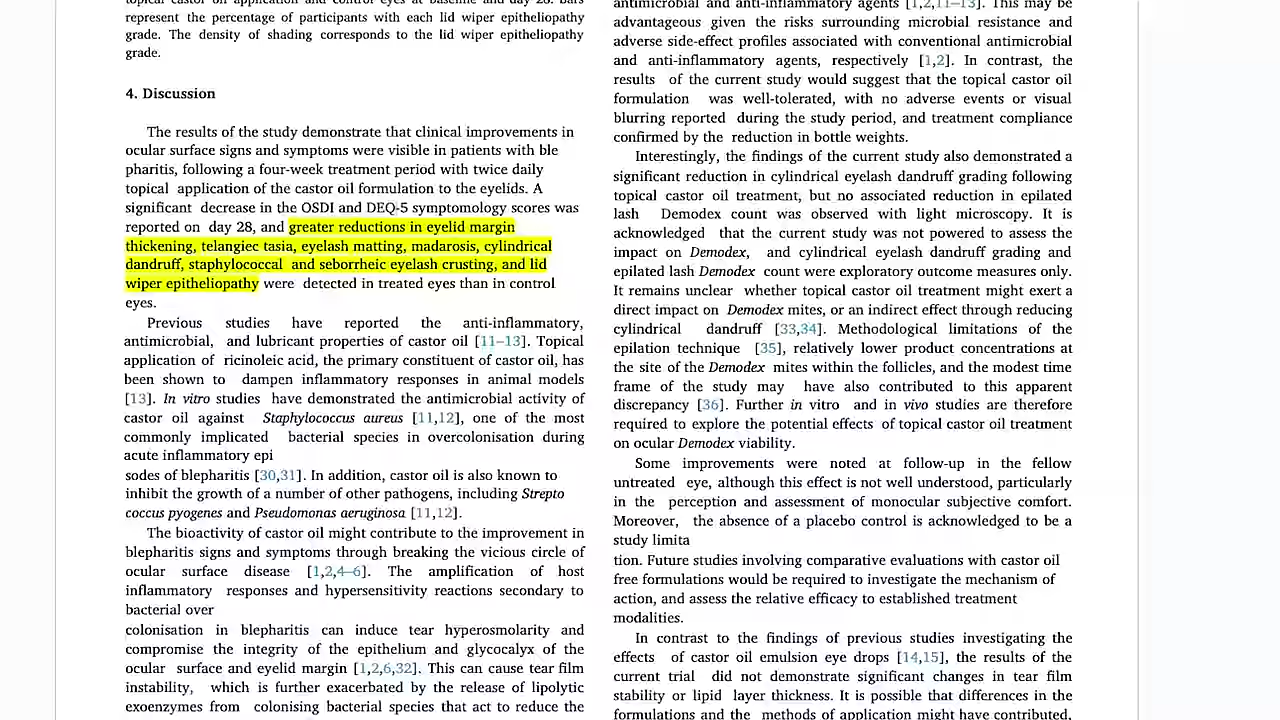 topical castor oil application and control eyes at baseline and day 28. Bars
represent the percentage of participants with each lid wiper epitheliopathy
grade. The density of shading corresponds to the lid wiper epitheliopathy
grade.
4. Discussion
The results of the study demonstrate that clinical improvements in
ocular surface signs and symptoms were visible in patients with ble
pharitis, following a four-week treatment period with twice daily
topical application of the castor oil formulation to the eyelids. A
significant decrease in the OSDI and DEQ-5 symptomology scores was
reported on day 28, and greater reductions in eyelid margin
thickening, telangiec tasia, eyelash matting, madarosis, cylindrical
dandruff, staphylococcal and seborrheic eyelash crusting, and lid
wiper epitheliopathy were detected in treated eyes than in control
eyes.
Previous studies have reported the anti-inflammatory,
antimicrobial, and lubricant properties of castor oil [11–13]. Topical
application of ricinoleic acid, the primary constituent of castor oil, has
been shown to dampen inflammatory responses in animal models
[13]. In vitro studies have demonstrated the antimicrobial activity of
castor oil against Staphylococcus aureus [11,12], one of the most
commonly implicated bacterial species in overcolonisation during
acute inflammatory epi
sodes of blepharitis [30,31]. In addition, castor oil is also known to
inhibit the growth of a number of other pathogens, including Strepto
coccus pyogenes and Pseudomonas aeruginosa [11,12].
The bioactivity of castor oil might contribute to the improvement in
blepharitis signs and symptoms through breaking the vicious circle of
ocular surface disease [1,2,4–6]. The amplification of host
inflammatory responses and hypersensitivity reactions secondary to
bacterial over
colonisation in blepharitis can induce tear hyperosmolarity and
compromise the integrity of the epithelium and glycocalyx of the
ocular surface and eyelid margin [1,2,6,32]. This can cause tear film
instability, which is further exacerbated by the release of lipolytic
exoenzymes from colonising bacterial species that act to reduce the
antimicrobial and anti-inflammatory agents [1,2,11–13]. This may be
advantageous given the risks surrounding microbial resistance and
adverse side-effect profiles associated with conventional antimicrobial
and anti-inflammatory agents, respectively [1,2]. In contrast, the
results of the current study would suggest that the topical castor oil
formulation was well-tolerated, with no adverse events or visual
blurring reported during the study period, and treatment compliance
confirmed by the reduction in bottle weights.
Interestingly, the findings of the current study also demonstrated a
significant reduction in cylindrical eyelash dandruff grading following
topical castor oil treatment, but no associated reduction in epilated
lash Demodex count was observed with light microscopy. It is
acknowledged that the current study was not powered to assess the
impact on Demodex, and cylindrical eyelash dandruff grading and
epilated lash Demodex count were exploratory outcome measures only.
It remains unclear whether topical castor oil treatment might exert a
direct impact on Demodex mites, or an indirect effect through reducing
cylindrical dandruff [33,34]. Methodological limitations of the
epilation technique [35], relatively lower product concentrations at
the site of the Demodex mites within the follicles, and the modest time
frame of the study may have also contributed to this apparent
discrepancy [36]. Further in vitro and in vivo studies are therefore
required to explore the potential effects of topical castor oil treatment
on ocular Demodex viability.
Some improvements were noted at follow-up in the fellow
untreated eye, although this effect is not well understood, particularly
in the perception and assessment of monocular subjective comfort.
Moreover, the absence of a placebo control is acknowledged to be a
study limita
tion. Future studies involving comparative evaluations with castor oil
free formulations would be required to investigate the mechanism of
action, and assess the relative efficacy to established treatment
modalities.
In contrast to the findings of previous studies investigating the
effects of castor oil emulsion eye drops [14,15], the results of the
current trial did not demonstrate significant changes in tear film
stability or lipid layer thickness. It is possible that differences in the
formulations and the methods of application might have contributed,